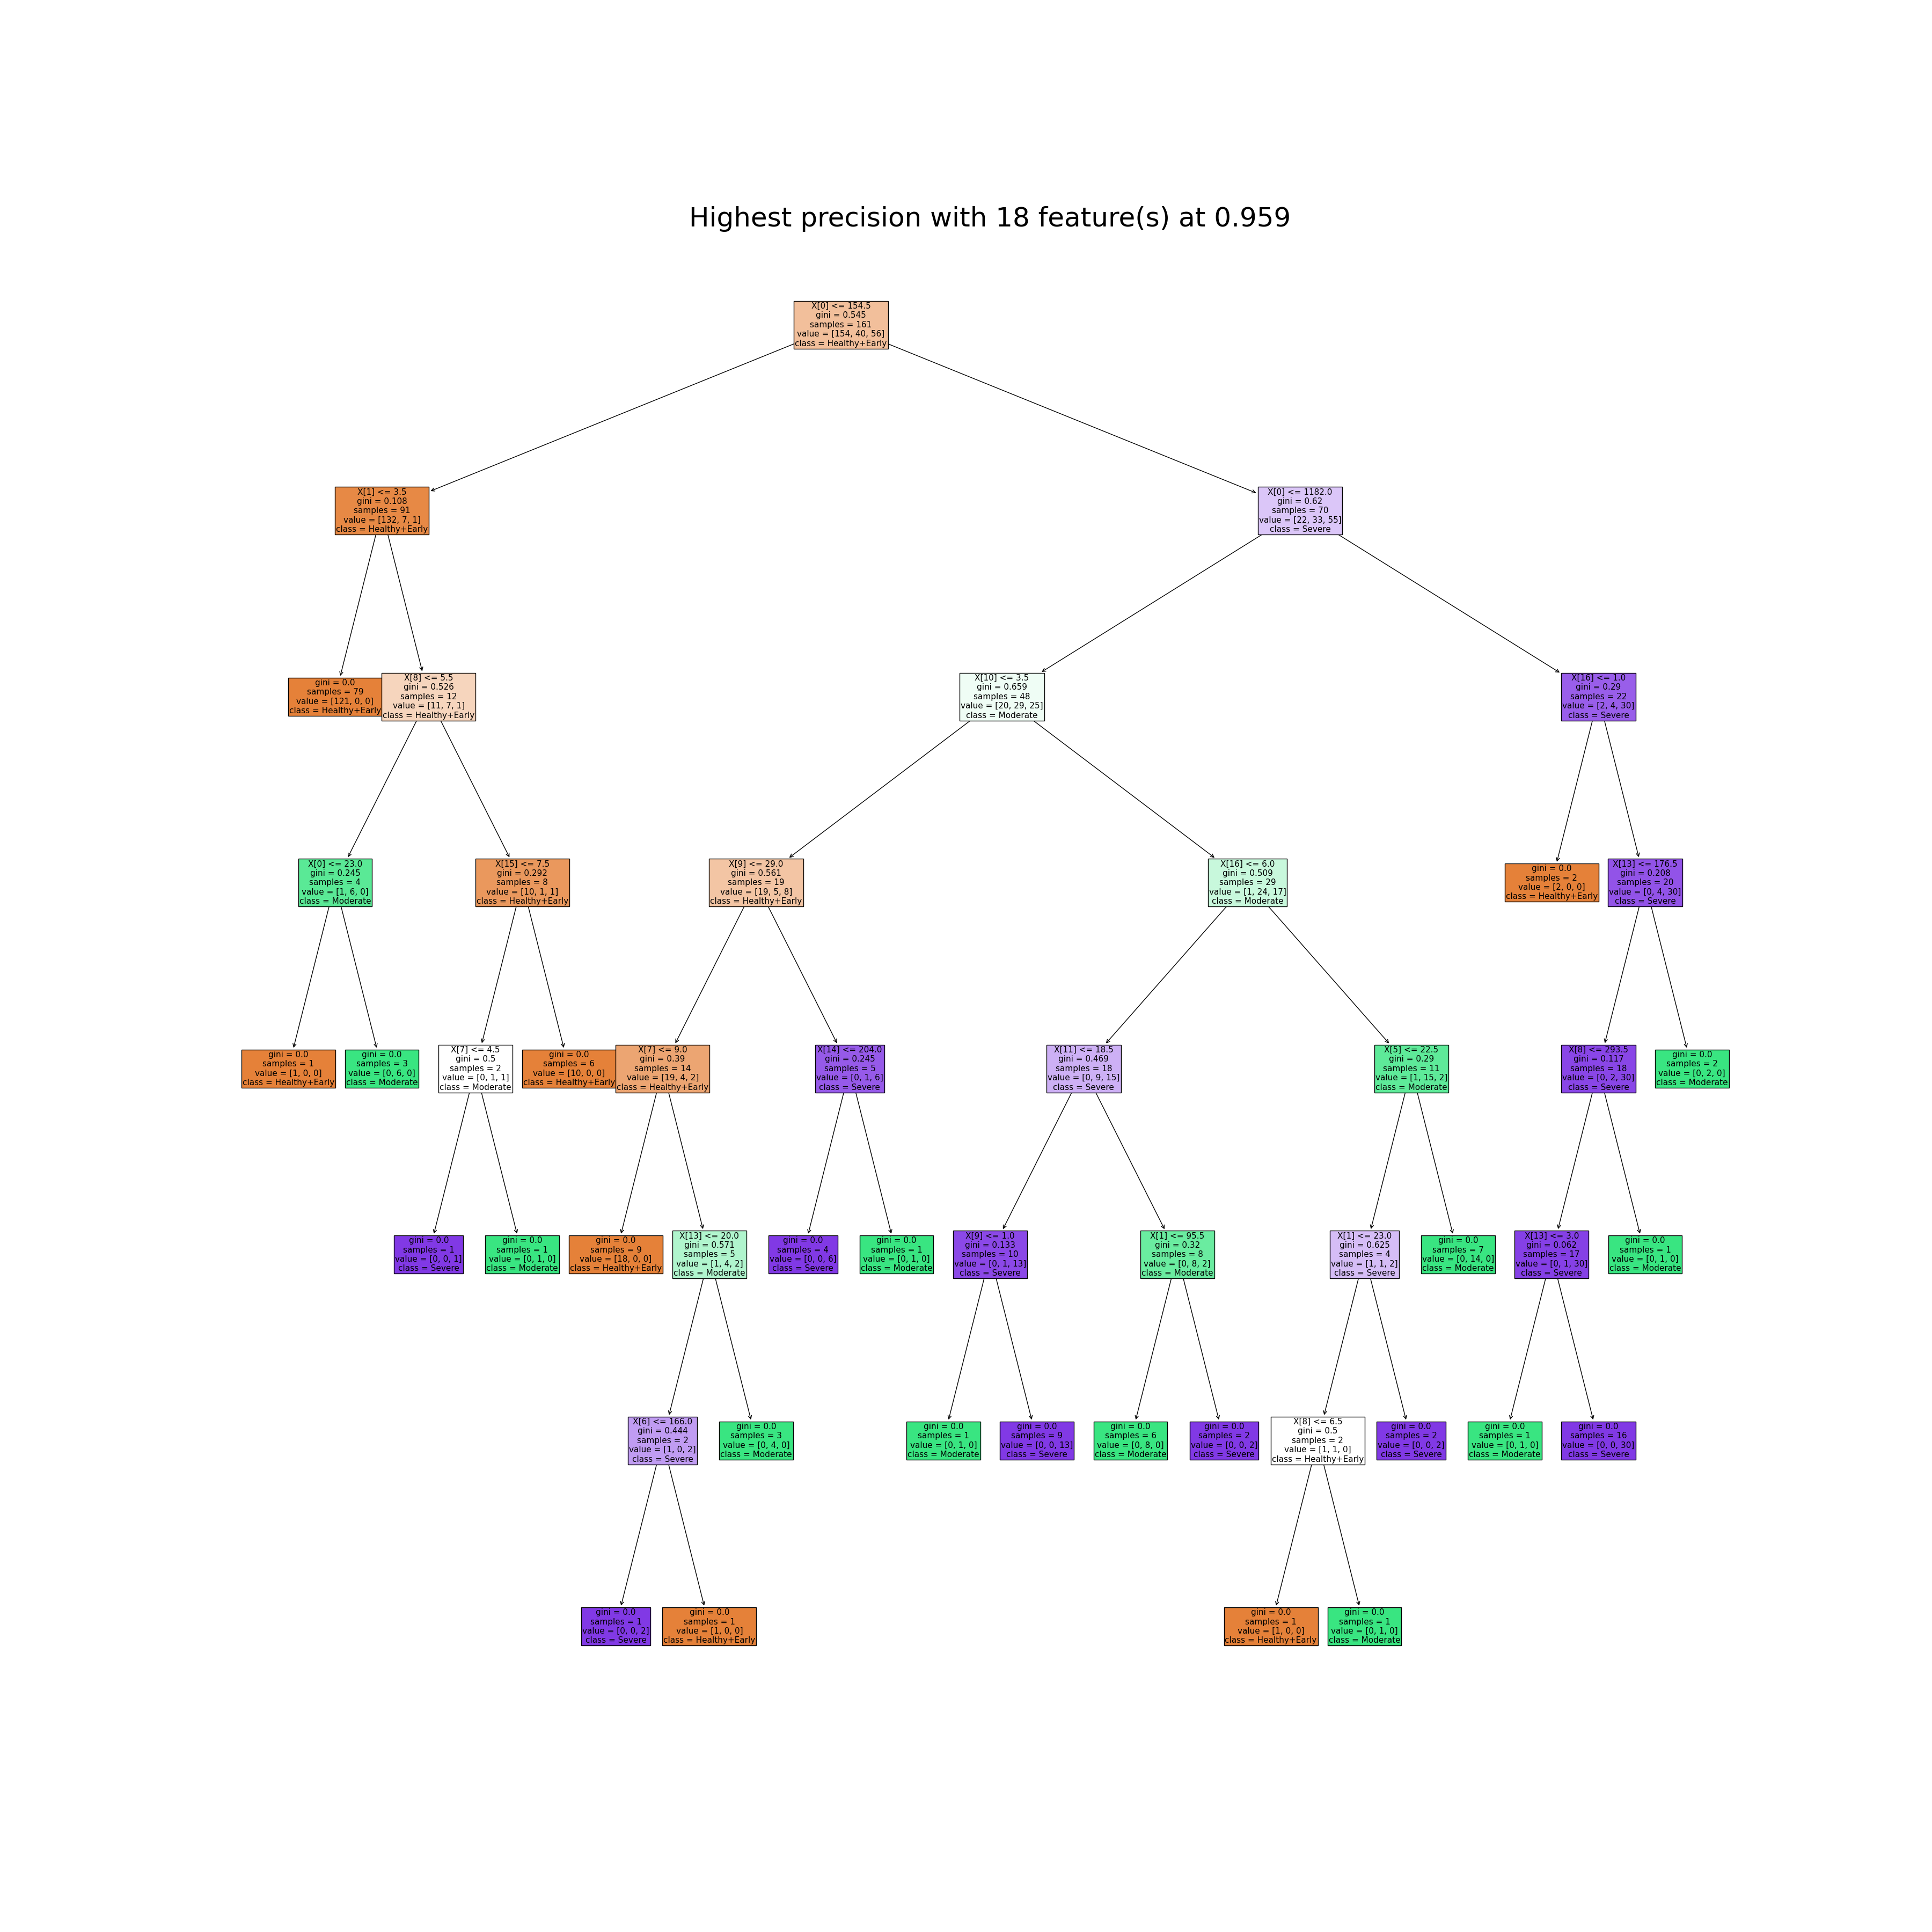 Highest precision with 18 feature(s) at 0.959
X[0] <= 154.5
gini = 0.545
samples = 161
value = [154, 40, 56]
class = Healthy+Early
X[1] <= 3.5
gini = 0.108
samples = 91
value = [132, 7, 1]
class = Healthy+Early
X[0] <= 1182.0
gini = 0.62
samples = 70
value = [22, 33, 55]
class = Severe
gini = 0.0
samples = 79
value = [121, 0, 0]
class = Healthy+Early
X[8] <= 5.5
gini = 0.526
samples = 12
value = [11, 7, 1]
class = Healthy+Early
X[10] <= 3.5
gini = 0.659
samples = 48
value = [20, 29, 25]
class = Moderate
X[16] <= 1.0
gini = 0.29
samples = 22
value = [2, 4, 30]
class = Severe
X[0] <= 23.0
gini = 0.245
samples = 4
value = [1, 6, 0]
class = Moderate
X[15] <= 7.5
gini = 0.292
samples = 8
value = [10, 1, 1]
class = Healthy+Early
X[9] <= 29.0
gini = 0.561
samples = 19
value = [19, 5, 8]
class = Healthy+Early
X[16] <= 6.0
gini = 0.509
samples = 29
value = [1, 24, 17]
class = Moderate
gini = 0.0
samples = 2
value = [2, 0, 0]
class = Healthy+Early
X[13] <= 176.5
gini = 0.208
samples = 20
value = [0, 4, 30]
class = Severe
gini = 0.0
samples = 1
value = [1, 0, 0]
class = Healthy+Early
gini = 0.0
samples = 3
value = [0, 6, 0]
class = Moderate
X[7] <= 4.5
gini = 0.5
samples = 2
value = [0, 1, 1]
class = Moderate
gini = 0.0
samples = 6
value = [10, 0, 0]
class = Healthy+Early
X[7] <= 9.0
gini = 0.39
samples = 14
value = [19, 4, 2]
class = Healthy+Early
X[14] <= 204.0
gini = 0.245
samples = 5
value = [0, 1, 6]
class = Severe
X[11] <= 18.5
gini = 0.469
samples = 18
value = [0, 9, 15]
class = Severe
X[5] <= 22.5
gini = 0.29
samples = 11
value = [1, 15, 2]
class = Moderate
X[8] <= 293.5
gini = 0.117
samples = 18
value = [0, 2, 30]
class = Severe
gini = 0.0
samples = 2
value = [0, 2, 0]
class = Moderate
gini = 0.0
samples = 1
value = [0, 0, 1]
class = Severe
gini = 0.0
samples = 1
value = [0, 1, 0]
class = Moderate
gini = 0.0
samples = 9
value = [18, 0, 0]
class = Healthy+Early
X[13] <= 20.0
gini = 0.571
samples = 5
value = [1, 4, 2]
class = Moderate
gini = 0.0
samples = 4
value = [0, 0, 6]
class = Severe
gini = 0.0
samples = 1
value = [0, 1, 0]
class = Moderate
X[9] <= 1.0
gini = 0.133
samples = 10
value = [0, 1, 13]
class = Severe
X[1] <= 95.5
gini = 0.32
samples = 8
value = [0, 8, 2]
class = Moderate
X[1] <= 23.0
gini = 0.625
samples = 4
value = [1, 1, 2]
class = Severe
gini = 0.0
samples = 7
value = [0, 14, 0]
class = Moderate
X[13] <= 3.0
gini = 0.062
samples = 17
value = [0, 1, 30]
class = Severe
gini = 0.0
samples = 1
value = [0, 1, 0]
class = Moderate
X[6] <= 166.0
gini = 0.444
samples = 2
value = [1, 0, 2]
class = Severe
gini = 0.0
samples = 3
value = [0, 4, 0]
class = Moderate
gini = 0.0
samples = 1
value = [0, 1, 0]
class = Moderate
gini = 0.0
samples = 9
value = [0, 0, 13]
class = Severe
gini = 0.0
samples = 6
value = [0, 8, 0]
class = Moderate
gini = 0.0
samples = 2
value = [0, 0, 2]
class = Severe
X[8] <= 6.5
gini = 0.5
samples = 2
value = [1, 1, 0]
class = Healthy+Early
gini = 0.0
samples = 2
value = [0, 0, 2]
class = Severe
gini = 0.0
samples = 1
value = [0, 1, 0]
class = Moderate
gini = 0.0
samples = 16
value = [0, 0, 30]
class = Severe
gini = 0.0
samples = 1
value = [0, 0, 2]
class = Severe
gini = 0.0
samples = 1
value = [1, 0, 0]
class = Healthy+Early
gini = 0.0
samples = 1
value = [1, 0, 0]
class = Healthy+Early
gini = 0.0
samples = 1
value = [0, 1, 0]
class = Moderate